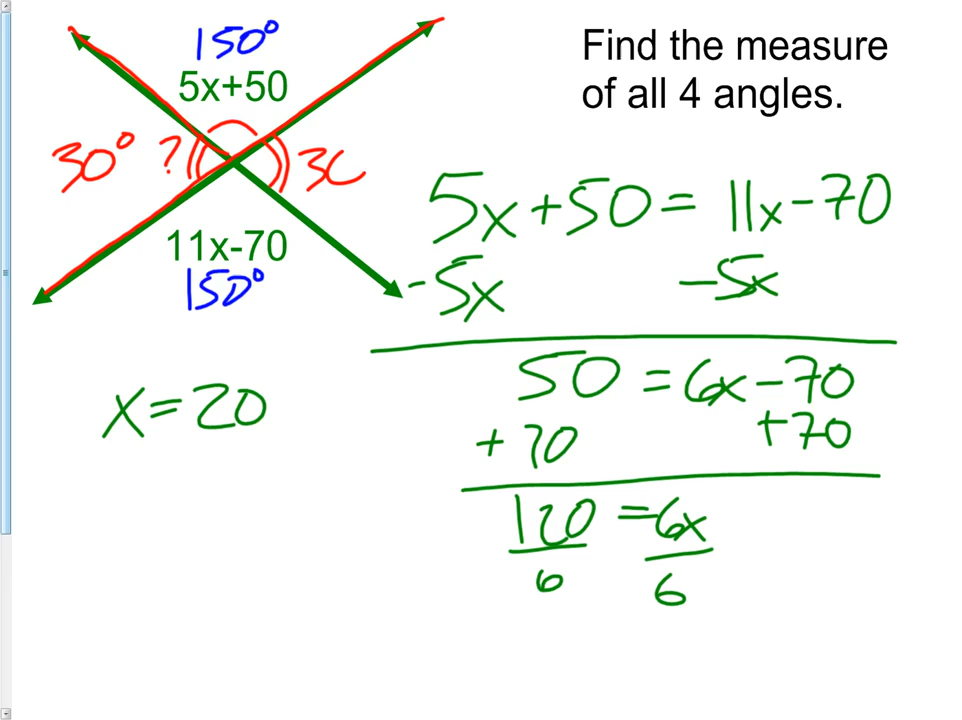 150°
5x+50
30° ?
30
11x-70
150°
x=20
Find the measure
of all 4 angles.
5x+50= 11x-70
-5x -5x
50 = 6x-70
+70 +70
120 =6x
6 6